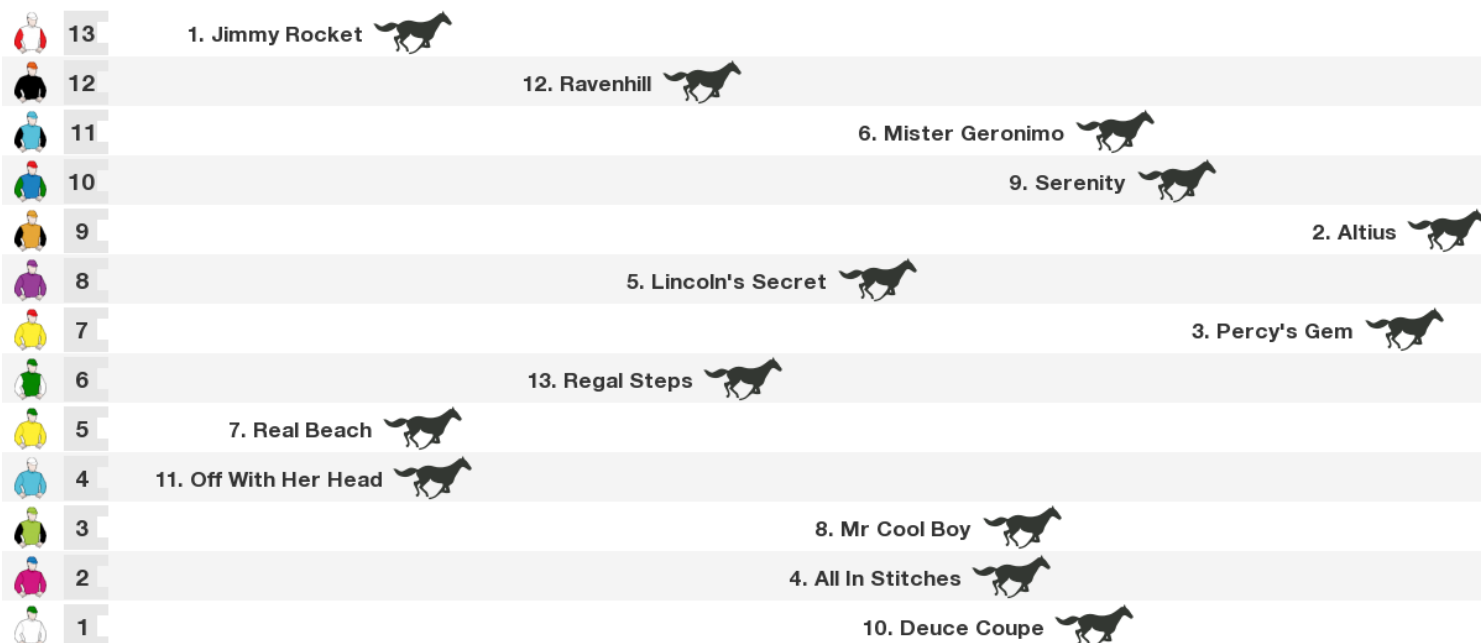 13 1. Jimmy Rocket
12 12. Ravenhill
11 6. Mister Geronimo
10 9. Serenity
9 2. Altius
8 5. Lincoln's Secret
7 3. Percy's Gem
6 13. Regal Steps
5 7. Real Beach
4 11. Off With Her Head
3 8. Mr Cool Boy
2 4. All In Stitches
1 10. Deuce Coupe